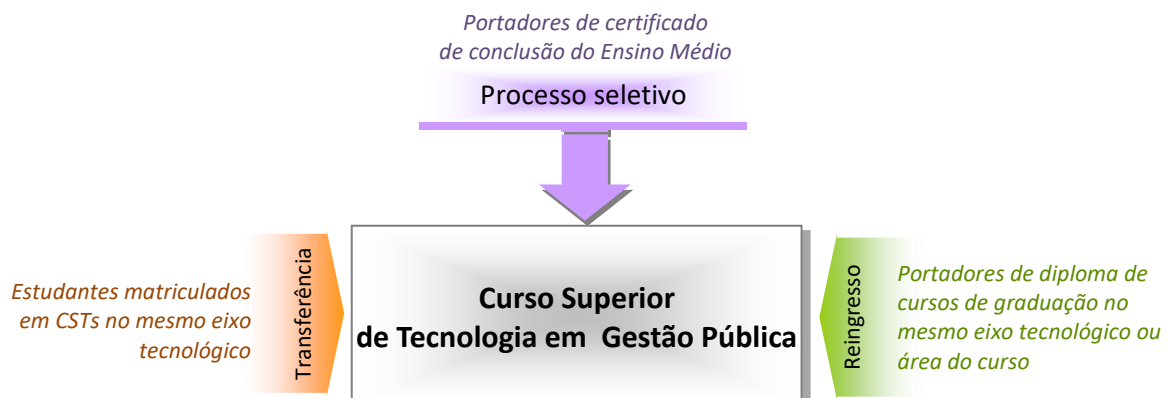 Portadores de certificado
de conclusão do Ensino Médio
Processo seletivo
Transferência
Estudantes matriculados
em CSTs no mesmo eixo
tecnológico
Curso Superior
de Tecnologia em Gestão Pública
Reingresso
Portadores de diploma de
cursos de graduação no
mesmo eixo tecnológico ou
área do curso